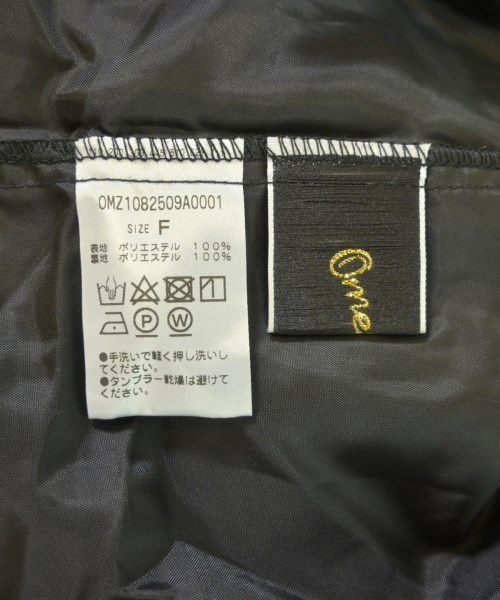 OMZ1082509A0001
SIZE F
表地 ポリエステル 100%
裏地 ポリエステル 100%
P W
●手洗いで軽く押し洗いし
てください。
●タンブラー乾燥は避けて
ください。
Ome